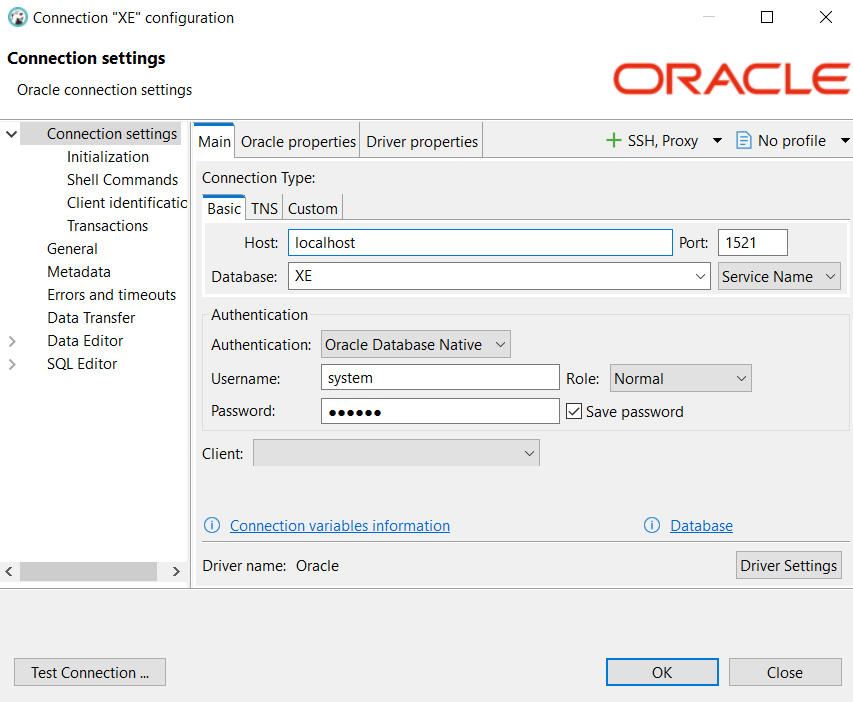 Connection "XE" configuration
Connection settings
Oracle connection settings
ORACLE
Connection settings
Initialization
Shell Commands
Client identificatio
Transactions
General
Metadata
Errors and timeouts
Data Transfer
Data Editor
SQL Editor
Main Oracle properties Driver properties
SSH, Proxy No profile
Connection Type:
Basic TNS Custom
Host: localhost Port: 1521
Database: XE Service Name
Authentication
Authentication: Oracle Database Native
Username: system Role: Normal
Password: ●●●●●● Save password
Client:
Connection variables information Database
Driver name: Oracle Driver Settings
Test Connection ... OK Close